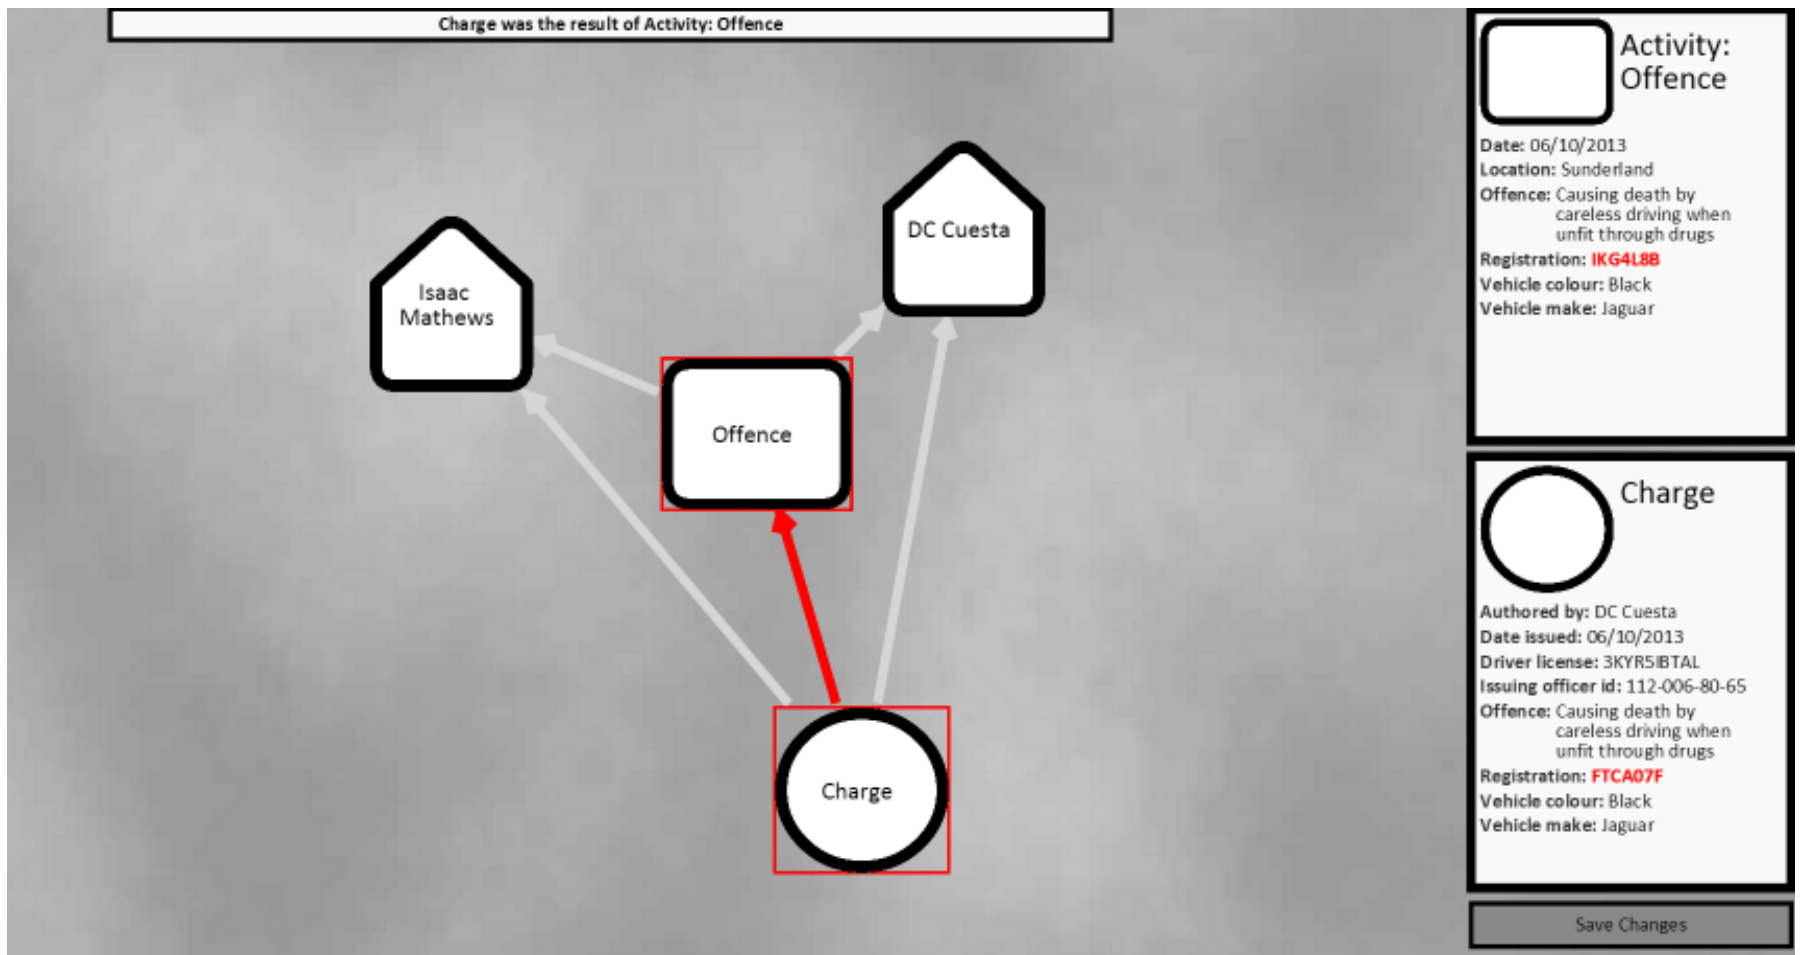 Charge was the result of Activity: Offence
DC Cuesta
Isaac
Mathews
Offence
Charge
Activity:
Offence
Date: 06/10/2013
Location: Sunderland
Offence: Causing death by
careless driving when
unfit through drugs
Registration: IKG4L8B
Vehicle colour: Black
Vehicle make: Jaguar
Charge
Authored by: DC Cuesta
Date issued: 06/10/2013
Driver license: 3KYR5IBTAL
Issuing officer id: 112-006-80-65
Offence: Causing death by
careless driving when
unfit through drugs
Registration: FTCA07F
Vehicle colour: Black
Vehicle make: Jaguar
Save Changes